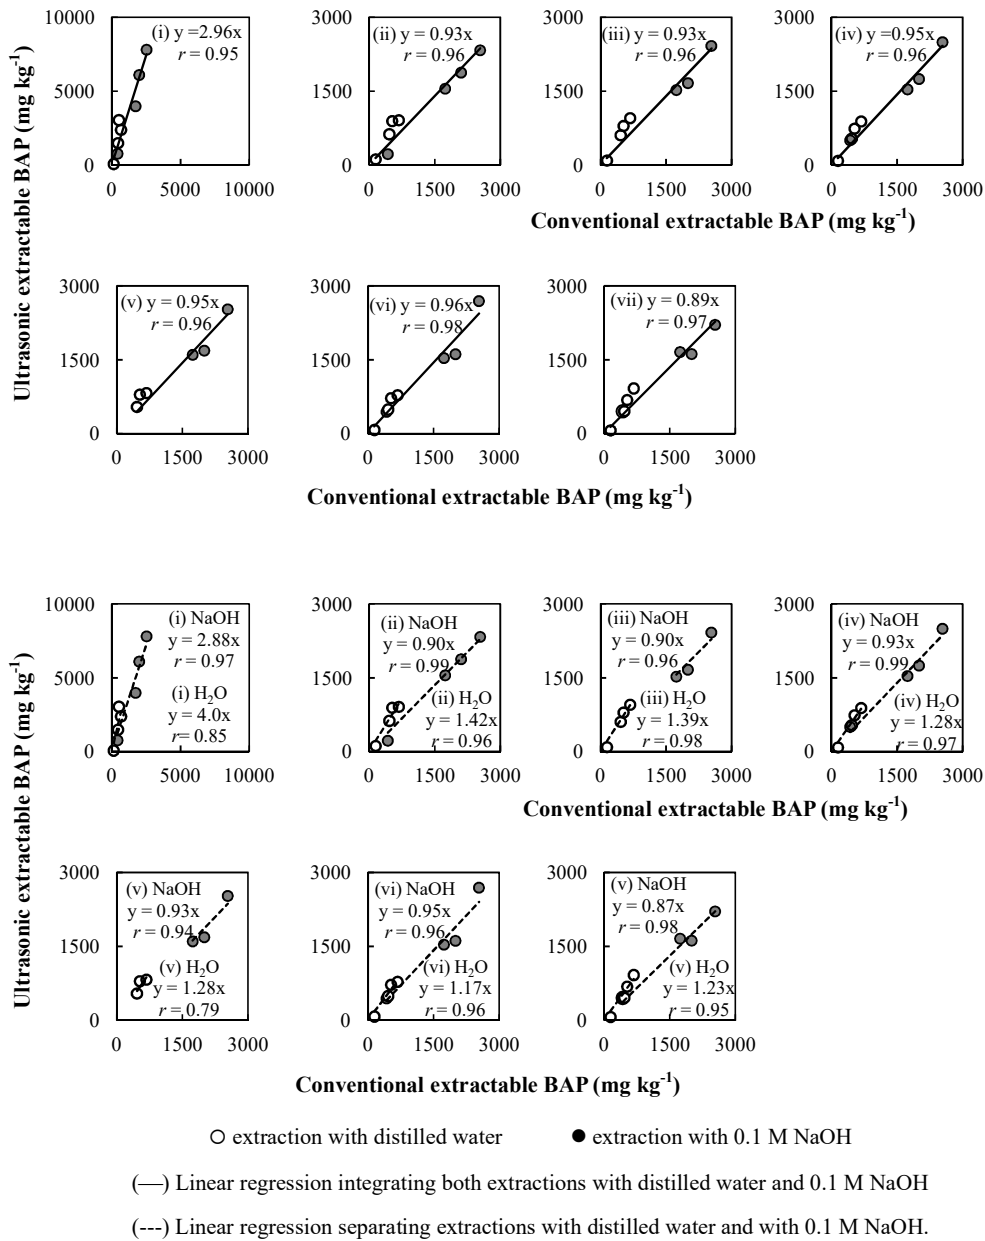 Ultrasonic extractable BAP (mg kg-1)
10000
5000
0
0 5000 10000
(i) y =2.96x
r = 0.95
3000
1500
0
0 1500 3000
(ii) y = 0.93x
r = 0.96
3000
1500
0
0 1500 3000
(iii) y = 0.93x
r = 0.96
3000
1500
0
0 1500 3000
(iv) y = 0.95x
r = 0.96
Conventional extractable BAP (mg kg-1)
3000
1500
0
0 1500 3000
(v) y = 0.95x
r = 0.96
3000
1500
0
0 1500 3000
(vi) y = 0.96x
r = 0.98
3000
1500
0
0 1500 3000
(vii) y = 0.89x
r = 0.97
Conventional extractable BAP (mg kg-1)
Ultrasonic extractable BAP (mg kg-1)
10000
5000
0
0 5000 10000
(i) NaOH
y = 2.88x
r = 0.97
(i) H2O
y = 4.0x
r= 0.85
3000
1500
0
0 1500 3000
(ii) NaOH
y = 0.90x
r = 0.99
(ii) H2O
y = 1.42x
r = 0.96
3000
1500
0
0 1500 3000
(iii) NaOH
y = 0.90x
r = 0.96
(iii) H2O
y = 1.39x
r = 0.98
3000
1500
0
0 1500 3000
(iv) NaOH
y = 0.93x
r = 0.99
(iv) H2O
y = 1.28x
r = 0.97
Conventional extractable BAP (mg kg-1)
3000
1500
0
0 1500 3000
(v) NaOH
y = 0.93x
r = 0.94
(v) H2O
y = 1.28x
r = 0.79
3000
1500
0
0 1500 3000
(vi) NaOH
y = 0.95x
r = 0.96
(vi) H2O
y = 1.17x
r = 0.96
3000
1500
0
0 1500 3000
(v) NaOH
y = 0.87x
r = 0.98
(v) H2O
y = 1.23x
r = 0.95
Conventional extractable BAP (mg kg-1)
extraction with distilled water extraction with 0.1 M NaOH
(—) Linear regression integrating both extractions with distilled water and 0.1 M NaOH
(---) Linear regression separating extractions with distilled water and with 0.1 M NaOH.